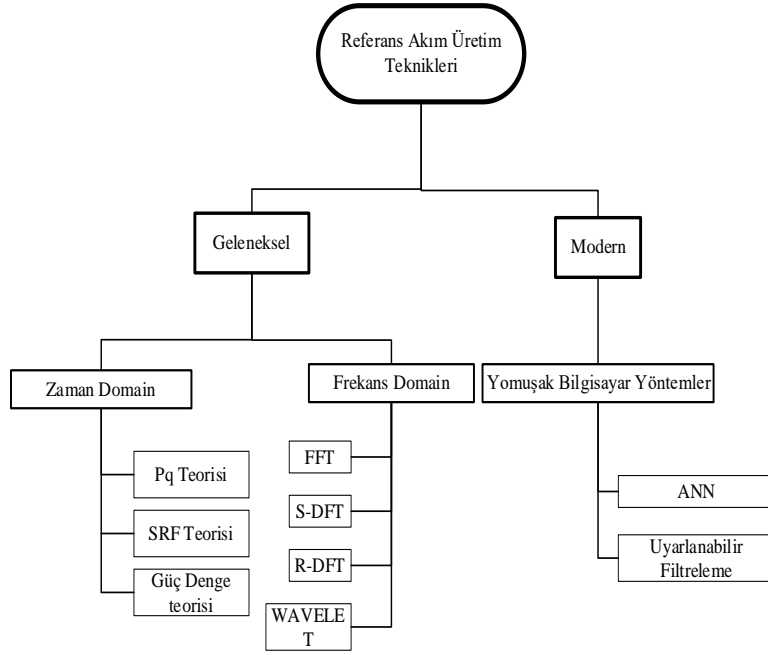 Referans Akım Üretim
Teknikleri
Geleneksel
Modern
Zaman Domain
Frekans Domain
Yomuşak Bilgisayar Yöntemler
Pq Teorisi
SRF Teorisi
Güç Denge
teorisi
FFT
S-DFT
R-DFT
WAVELE
T
ANN
Uyarlanabilir
Filtreleme